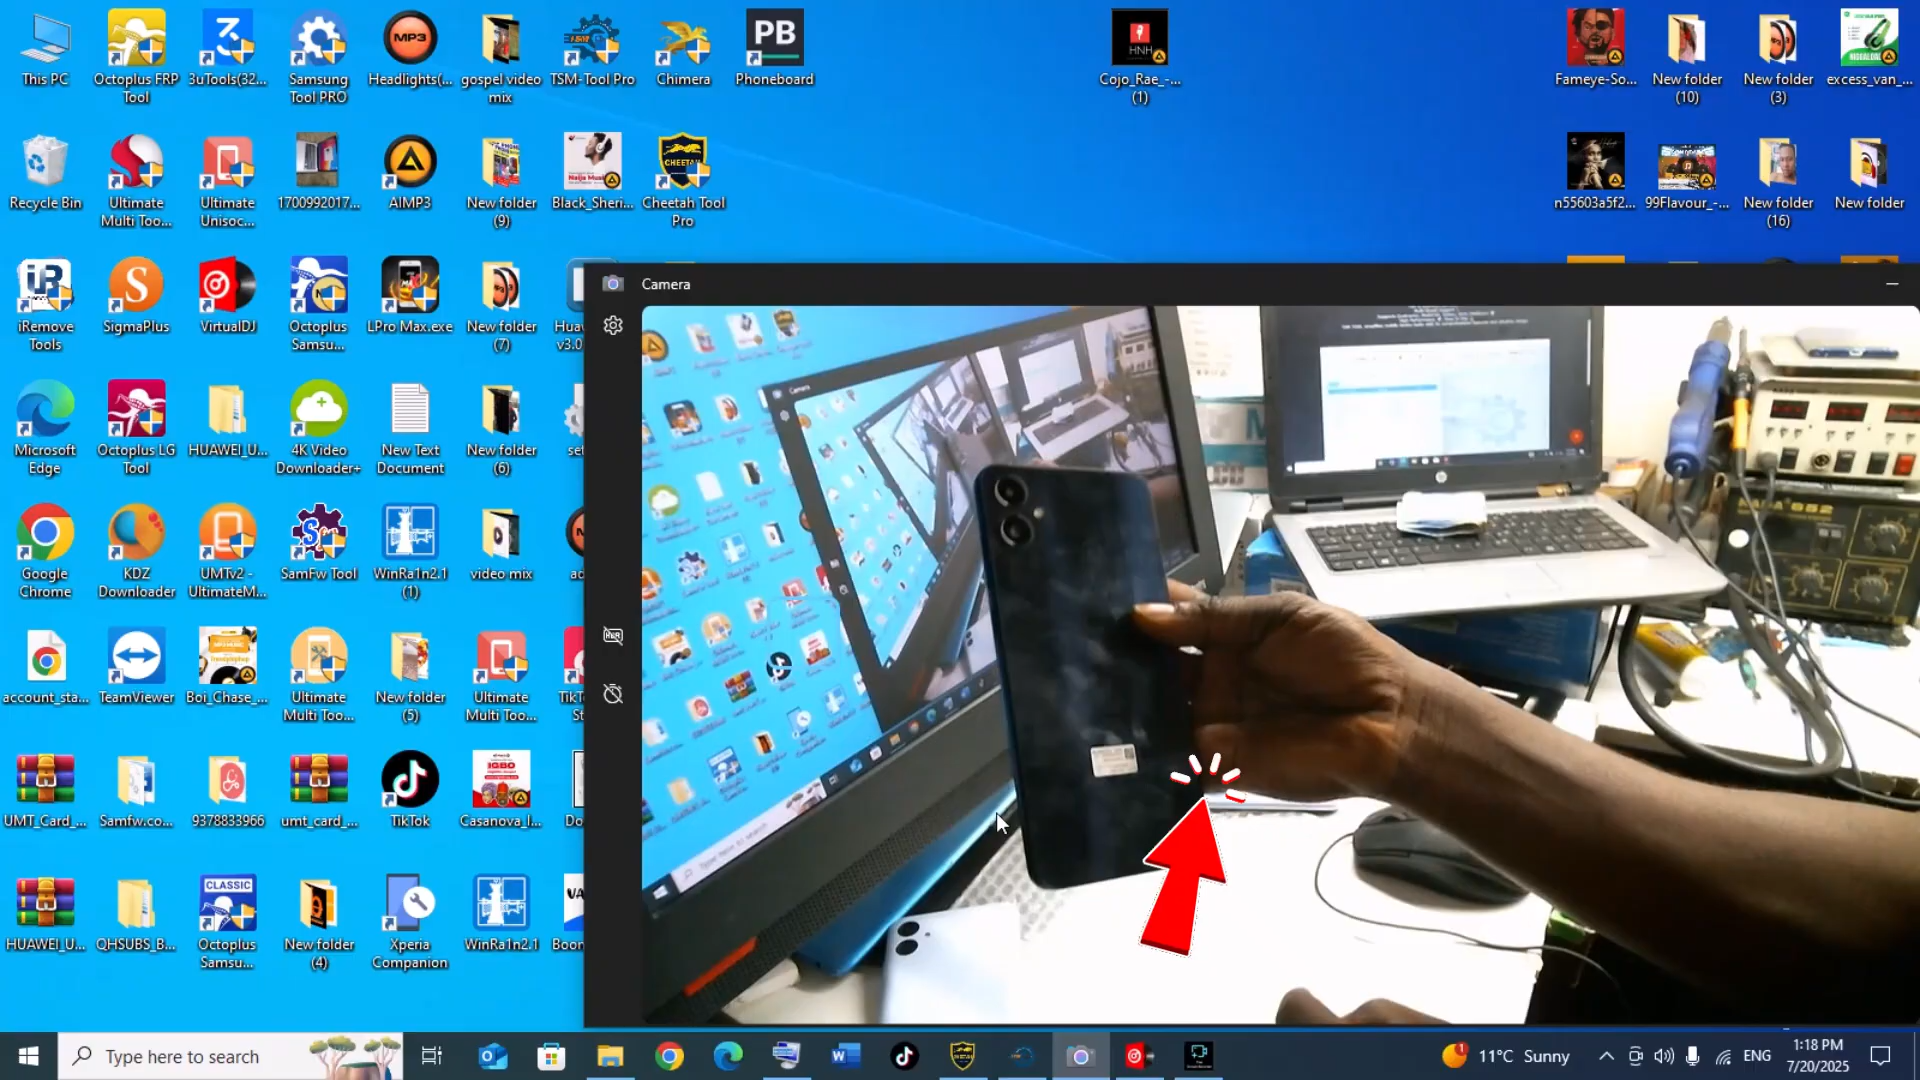 This PC
Octoplus FRP
Tool
3uTools(32...
Samsung
Tool PRO
MP3
Headlights(...
gospel video
mix
TSM-Tool Pro
Chimera
PB
Phoneboard
HNH
Cojo_Rae_-...
(1)
Fameye-So...
New folder
(10)
New folder
(3)
excess_van_...
Recycle Bin
Ultimate
Multi Too...
Ultimate
Unisoc...
1700992017...
AIMP3
New folder
(9)
Black_Sheri...
CHEETAH
Cheetah Tool
Pro
n55603a5f2...
99Flavour_-...
New folder
(16)
New folder
iR
iRemove
Tools
S
SigmaPlus
VirtualDJ
Octoplus
Samsu...
LPro Max.exe
New folder
(7)
Camera
Microsoft
Edge
Octoplus LG
Tool
HUAWEI_U...
4K Video
Downloader+
New Text
Document
New folder
(6)
Google
Chrome
KDZ
Downloader
UMTv2 -
UltimateM...
SamFw Tool
WinRa1n2.1
(1)
video mix
account_sta...
TeamViewer
Boi_Chase_...
Ultimate
Multi Too...
New folder
(5)
Ultimate
Multi Too...
UMT_Card_...
Samfw.co...
9378833966
umt_card_...
TikTok
IGBO
Casanova_I...
HUAWEI_U...
QHSUBS_B...
CLASSIC
Octoplus
Samsu...
New folder
(4)
Xperia
Companion
WinRa1n2.1
Type here to search
11°C Sunny
ENG
1:18 PM
7/20/2025